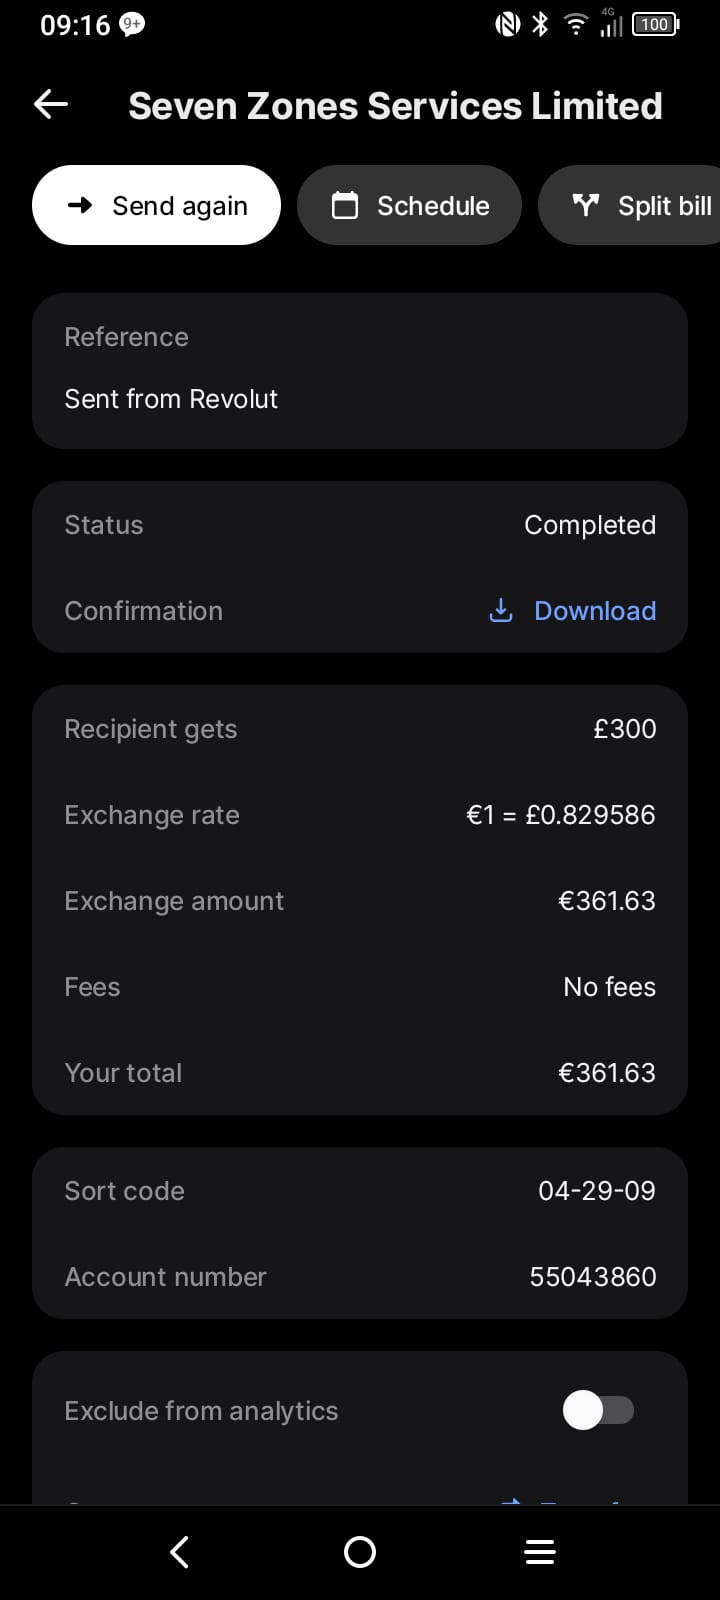 09:16 9+ 4G 100
Seven Zones Services Limited
Send again Schedule Split bill
Reference
Sent from Revolut
Status Completed
Confirmation Download
Recipient gets £300
Exchange rate €1 = £0.829586
Exchange amount €361.63
Fees No fees
Your total €361.63
Sort code 04-29-09
Account number 55043860
Exclude from analytics